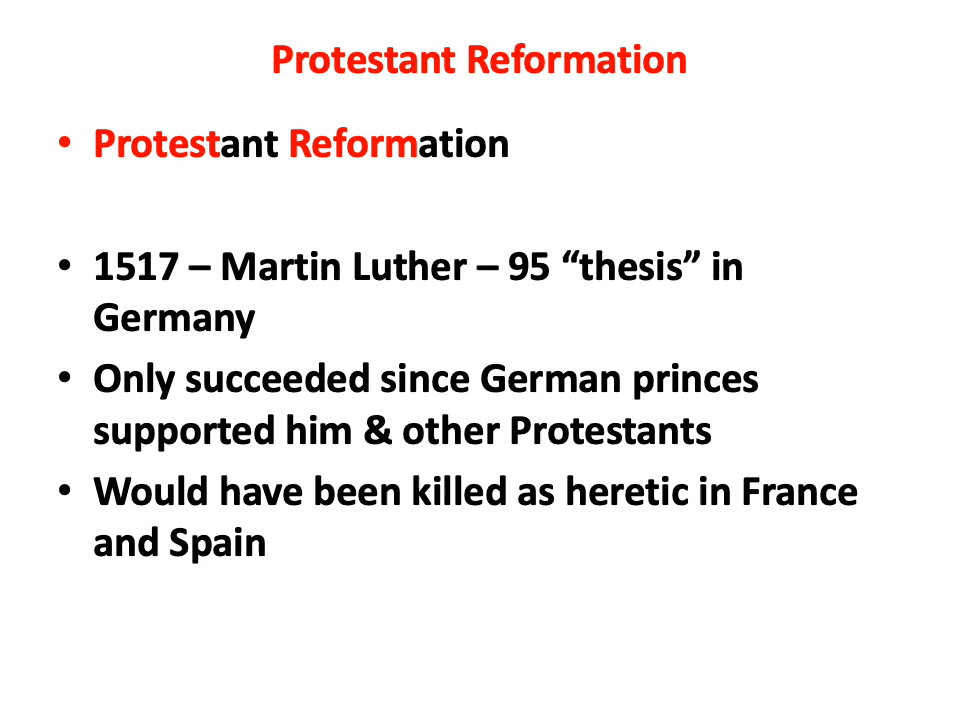 Protestant Reformation
• Protestant Reformation
• 1517 – Martin Luther – 95 “thesis” in
Germany
• Only succeeded since German princes
supported him & other Protestants
• Would have been killed as heretic in France
and Spain